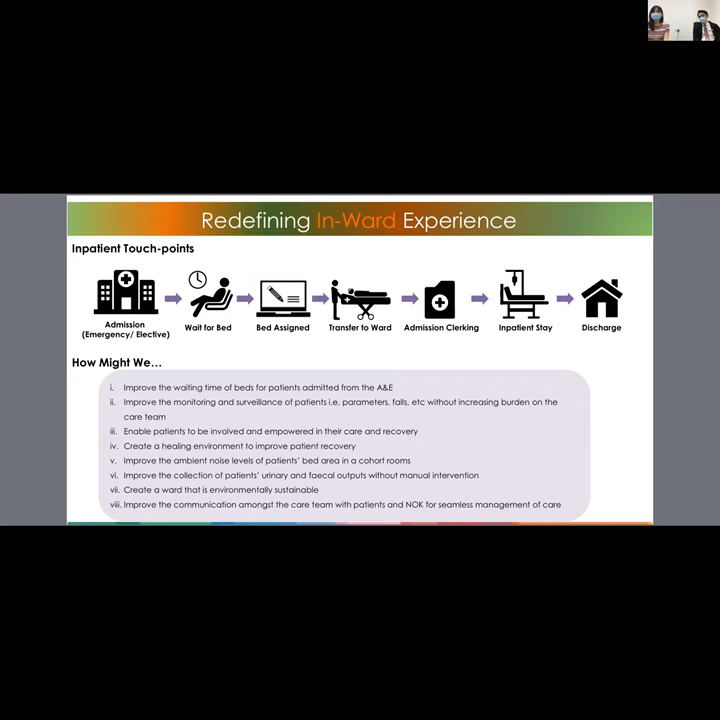 Redefining In-Ward Experience
Inpatient Touch-points
Admission
(Emergency/ Elective)
Wait for Bed
Bed Assigned
Transfer to Ward
Admission Clerking
Inpatient Stay
Discharge
How Might We...
i. Improve the waiting time of beds for patients admitted from the A&E
ii. Improve the monitoring and surveillance of patients i.e. parameters, falls, etc without increasing burden on the
care team
iii. Enable patients to be involved and empowered in their care and recovery
iv. Create a healing environment to improve patient recovery
v. Improve the ambient noise levels of patients' bed area in a cohort rooms
vi. Improve the collection of patients' urinary and faecal outputs without manual intervention
vii. Create a ward that is environmentally sustainable
viii. Improve the communication amongst the care team with patients and NOK for seamless management of care